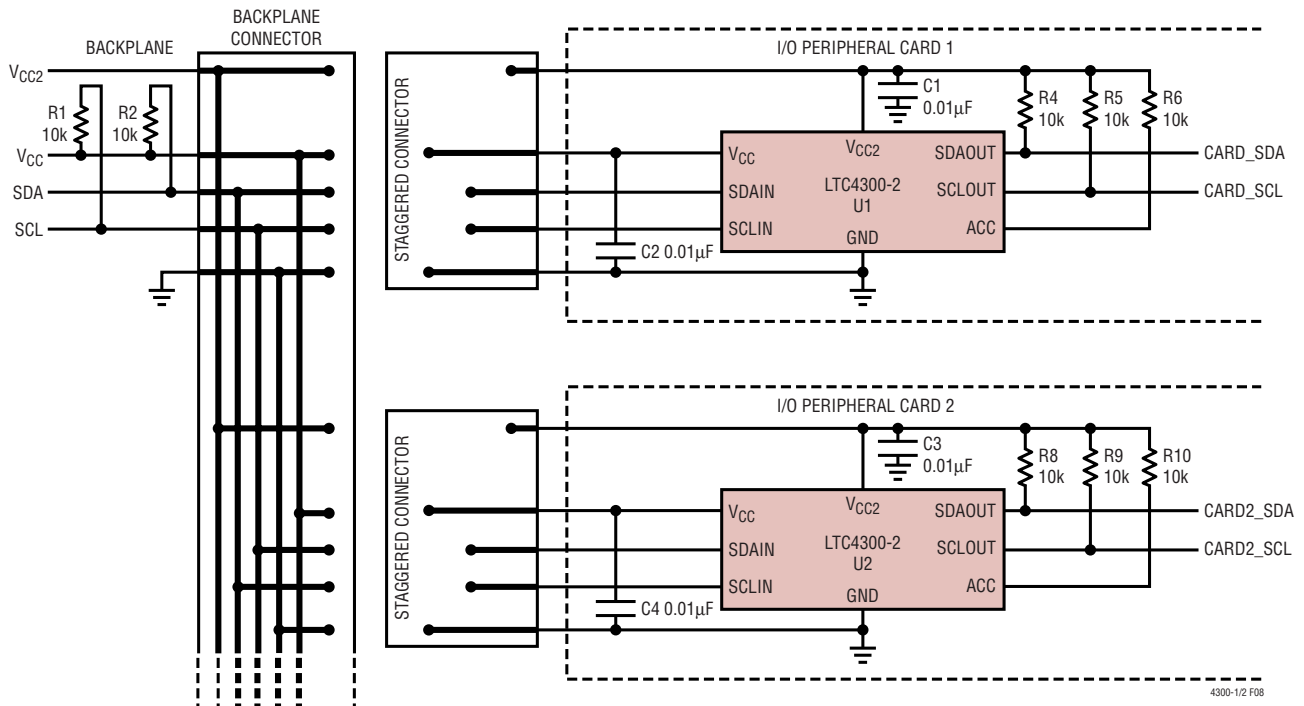 BACKPLANE
BACKPLANE
CONNECTOR
VCC2
R1
10k
R2
10k
VCC
SDA
SCL
STAGGERED CONNECTOR
I/O PERIPHERAL CARD 1
C1
0.01µF
R4
10k
R5
10k
R6
10k
VCC
VCC2
SDAOUT
CARD_SDA
SDAIN
LTC4300-2
U1
SCLOUT
CARD_SCL
SCLIN
GND
ACC
C2 0.01µF
STAGGERED CONNECTOR
I/O PERIPHERAL CARD 2
C3
0.01µF
R8
10k
R9
10k
R10
10k
VCC
VCC2
SDAOUT
CARD2_SDA
SDAIN
LTC4300-2
U2
SCLOUT
CARD2_SCL
SCLIN
GND
ACC
C4 0.01µF
4300-1/2 F08